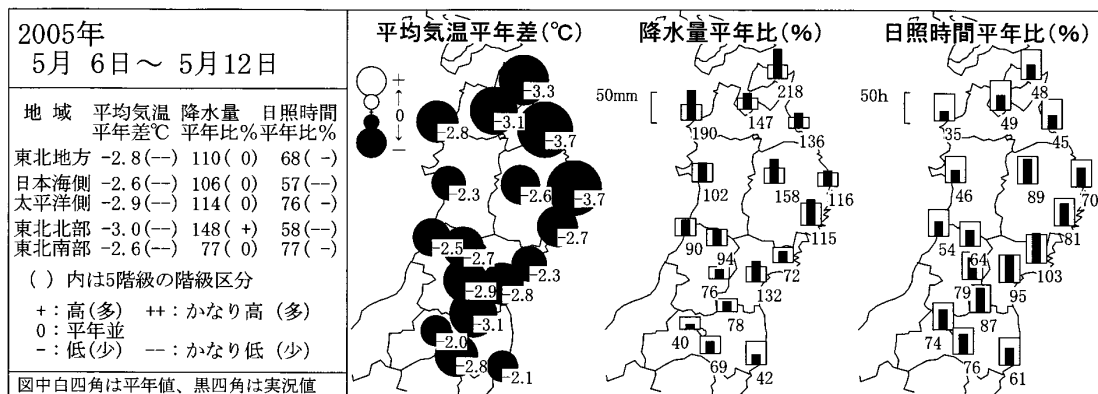 2005年
5月 6日～ 5月12日
地 域 平均気温 降水量 日照時間
平年差℃ 平年比% 平年比%
東北地方 -2.8(--) 110( 0) 68( -)
日本海側 -2.6(--) 106( 0) 57(--)
太平洋側 -2.9(--) 114( 0) 76( -)
東北北部 -3.0(--) 148( +) 58(--)
東北南部 -2.6(--) 77( 0) 77( -)
( ) 内は5階級の階級区分
+：高(多) ++：かなり高 (多)
0：平年並
-：低(少) --：かなり低 (少)
図中白四角は平年値、黒四角は実況値
平均気温平年差(℃)
+
↑
0
↓
-
-3.3
-3.1
-2.8
-3.7
-2.3
-2.6
-3.7
-2.7
-2.5
-2.7
-2.3
-2.9
-2.8
-3.1
-2.0
-2.8
-2.1
降水量平年比(%)
50mm
218
147
190
136
102
158
116
115
90
94
72
76
132
78
40
69
42
日照時間平年比(%)
50h
48
49
35
45
46
89
70
81
54
64
103
79
95
87
74
76
61